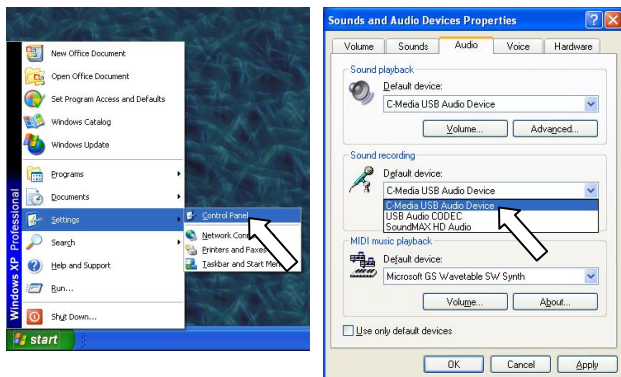 New Office Document
Open Office Document
Set Program Access and Defaults
Windows Catalog
Windows Update
Programs
Documents
Settings
Search
Help and Support
Run...
Shut Down...
Windows XP Professional
Control Panel
Network Con
Printers and Faxes
Taskbar and Start Men
start
Sounds and Audio Devices Properties
Volume Sounds Audio Voice Hardware
Sound playback
Default device:
C-Media USB Audio Device
Volume... Advanced...
Sound recording
Default device:
C-Media USB Audio Device
C-Media USB Audio Device
USB Audio CODEC
SoundMAX HD Audio
MIDI music playback
Default device:
Microsoft GS Wavetable SW Synth
Volume... About...
Use only default devices
OK Cancel Apply